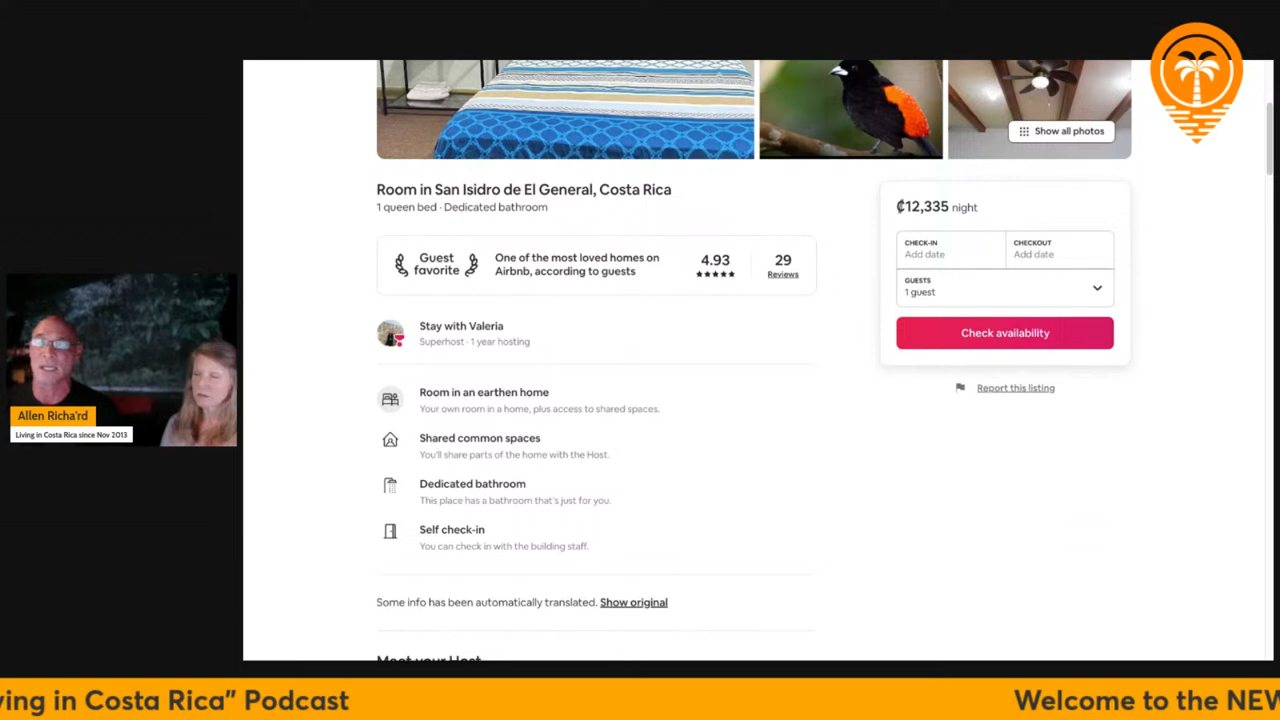 Show all photos
Room in San Isidro de El General, Costa Rica
1 queen bed · Dedicated bathroom
₡12,335 night
CHECK-IN
Add date
CHECKOUT
Add date
GUESTS
1 guest
Check availability
Report this listing
Guest
favorite
One of the most loved homes on
Airbnb, according to guests
4.93
29
Reviews
Stay with Valeria
Superhost · 1 year hosting
Room in an earthen home
Your own room in a home, plus access to shared spaces.
Shared common spaces
You'll share parts of the home with the Host.
Dedicated bathroom
This place has a bathroom that's just for you.
Self check-in
You can check in with the building staff.
Some info has been automatically translated. Show original
Meet your Host
Allen Richa'rd
Living in Costa Rica since Nov 2013
ving in Costa Rica" Podcast
Welcome to the NEW